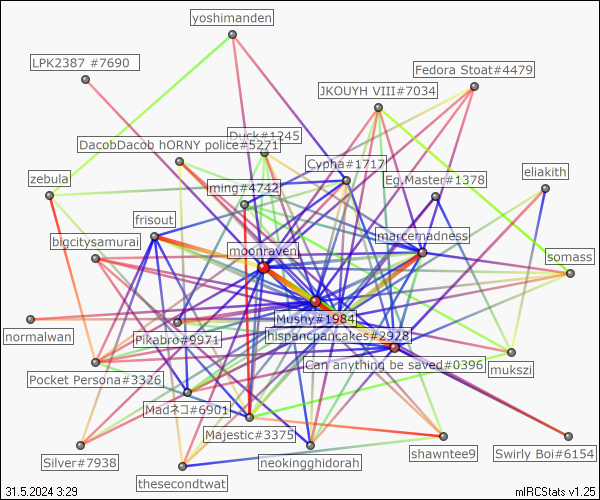 yoshimanden
LPK2387 #7690
Fedora Stoat#4479
JKOUYH VIII#7034
Duck#1245
DacobDacob hORNY police#5271
Cypha#1717
zebula
ming#4742
Eg.Master#1378
eliakith
frisout
marcemadness
bigcitysamurai
moonraven
somass
Mushy#1984
normalwan
Pikabro#9971
hispancpancakes#2928
Can anything be saved#0396
mukszi
Pocket Persona#3326
Madネコ#6901
Majestic#3375
shawntee9
Swirly Boi#6154
Silver#7938
neokingghidorah
thesecondtwat
31.5.2024 3:29
mIRCStats v1.25